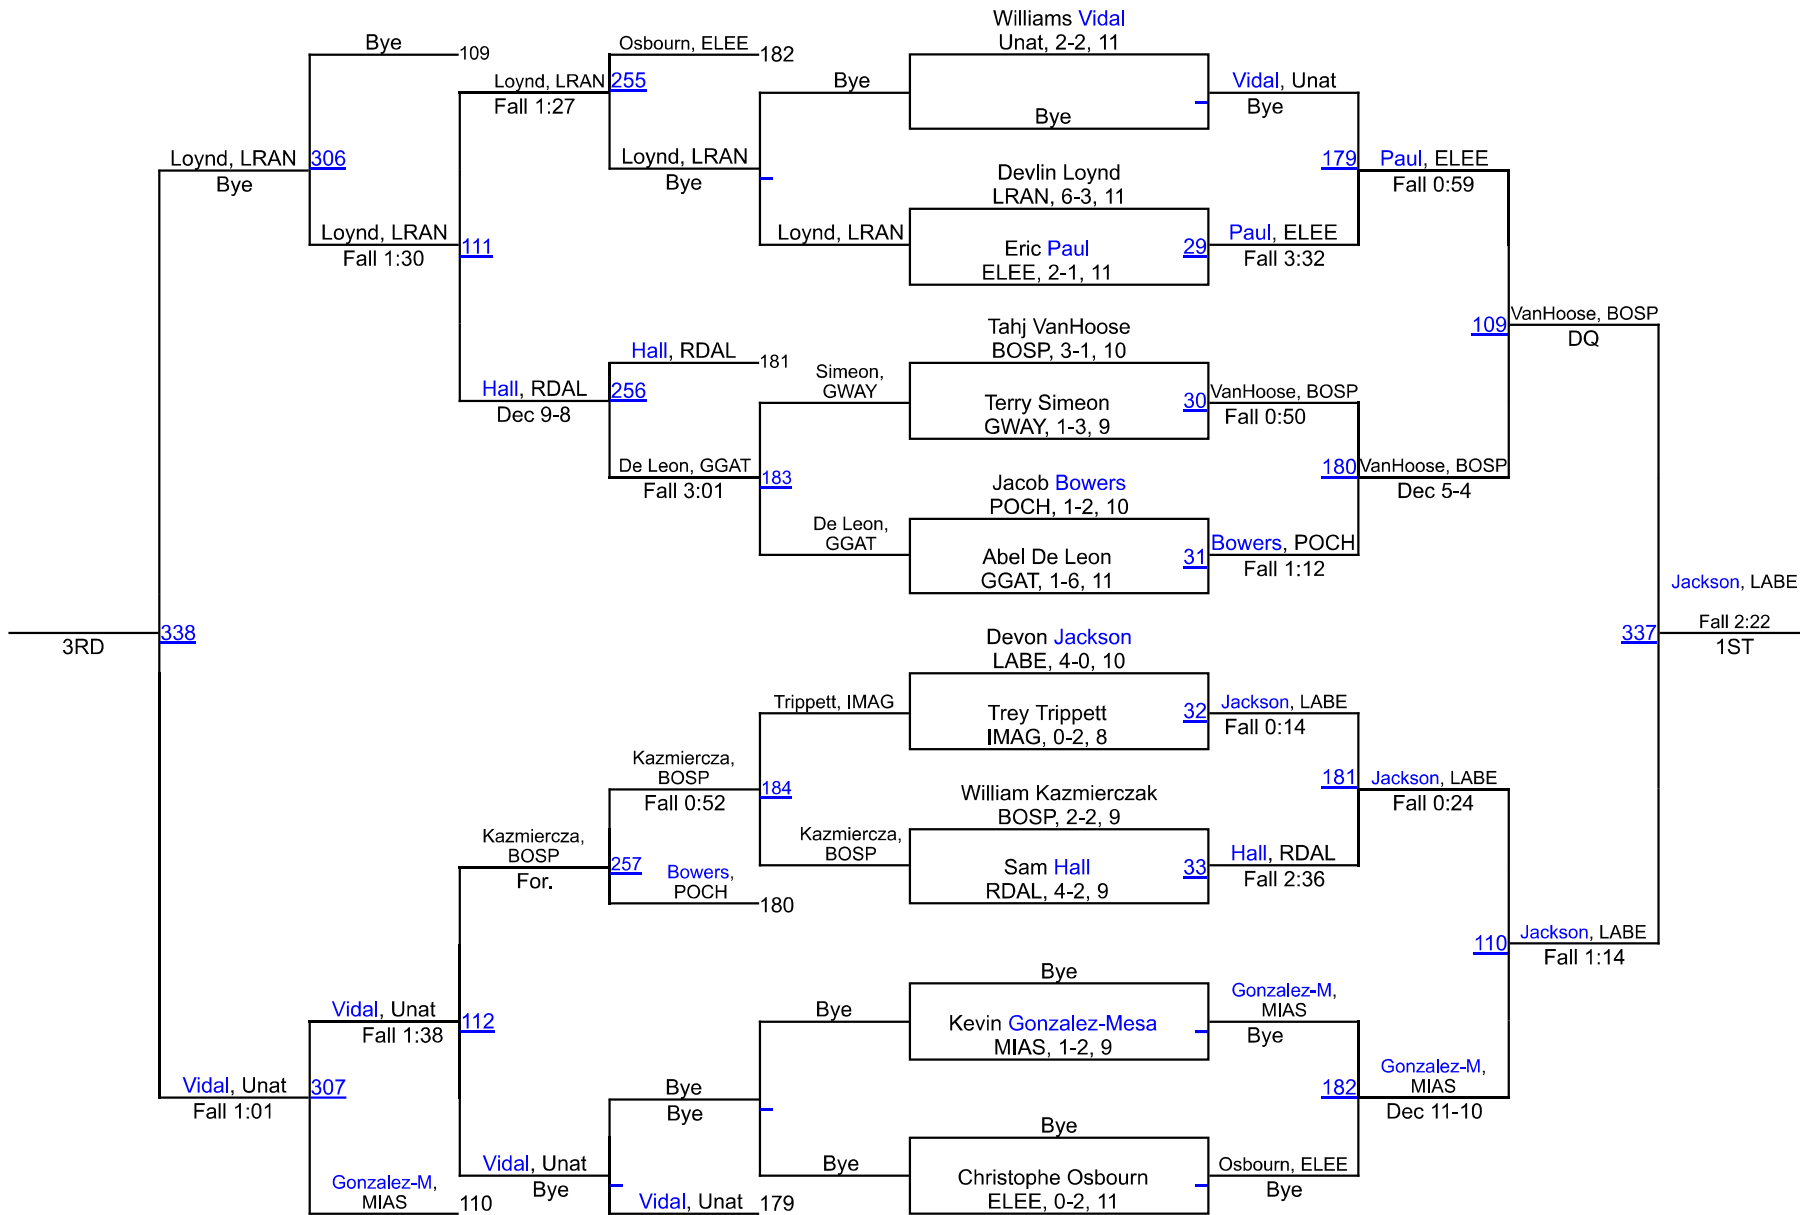 Williams Vidal
Unat, 2-2, 11
Bye
109
Osbourn, ELEE
182
Loynd, LRAN
255
Fall 1:27
Bye
Vidal, Unat
Bye
Bye
Loynd, LRAN
306
Bye
Loynd, LRAN
Bye
Devlin Loynd
LRAN, 6-3, 11
179
Paul, ELEE
Fall 0:59
Loynd, LRAN
111
Fall 1:30
Loynd, LRAN
Eric Paul
ELEE, 2-1, 11
29
Paul, ELEE
Fall 3:32
Tahj VanHoose
BOSP, 3-1, 10
109
VanHoose, BOSP
DQ
Hall, RDAL
181
Simeon,
GWAY
Hall, RDAL
256
Dec 9-8
Terry Simeon
GWAY, 1-3, 9
30
VanHoose, BOSP
Fall 0:50
De Leon, GGAT
183
Fall 3:01
Jacob Bowers
POCH, 1-2, 10
180
VanHoose, BOSP
Dec 5-4
De Leon,
GGAT
Abel De Leon
GGAT, 1-6, 11
31
Bowers, POCH
Fall 1:12
Jackson, LABE
338
3RD
Devon Jackson
LABE, 4-0, 10
337
Fall 2:22
1ST
Trippett, IMAG
Trey Trippett
IMAG, 0-2, 8
32
Jackson, LABE
Fall 0:14
Kazmiercza,
BOSP
184
Fall 0:52
William Kazmierczak
BOSP, 2-2, 9
181
Jackson, LABE
Fall 0:24
Kazmiercza,
BOSP
257
For.
Bowers,
POCH
180
Kazmiercza,
BOSP
Sam Hall
RDAL, 4-2, 9
33
Hall, RDAL
Fall 2:36
110
Jackson, LABE
Fall 1:14
Bye
Vidal, Unat
112
Fall 1:38
Bye
Kevin Gonzalez-Mesa
MIAS, 1-2, 9
Gonzalez-M,
MIAS
Bye
Vidal, Unat
307
Fall 1:01
Bye
Bye
182
Gonzalez-M,
MIAS
Dec 11-10
Bye
Vidal, Unat
Bye
Bye
Christophe Osbourn
ELEE, 0-2, 11
Osbourn, ELEE
Bye
Gonzalez-M,
MIAS
110
Vidal, Unat
179